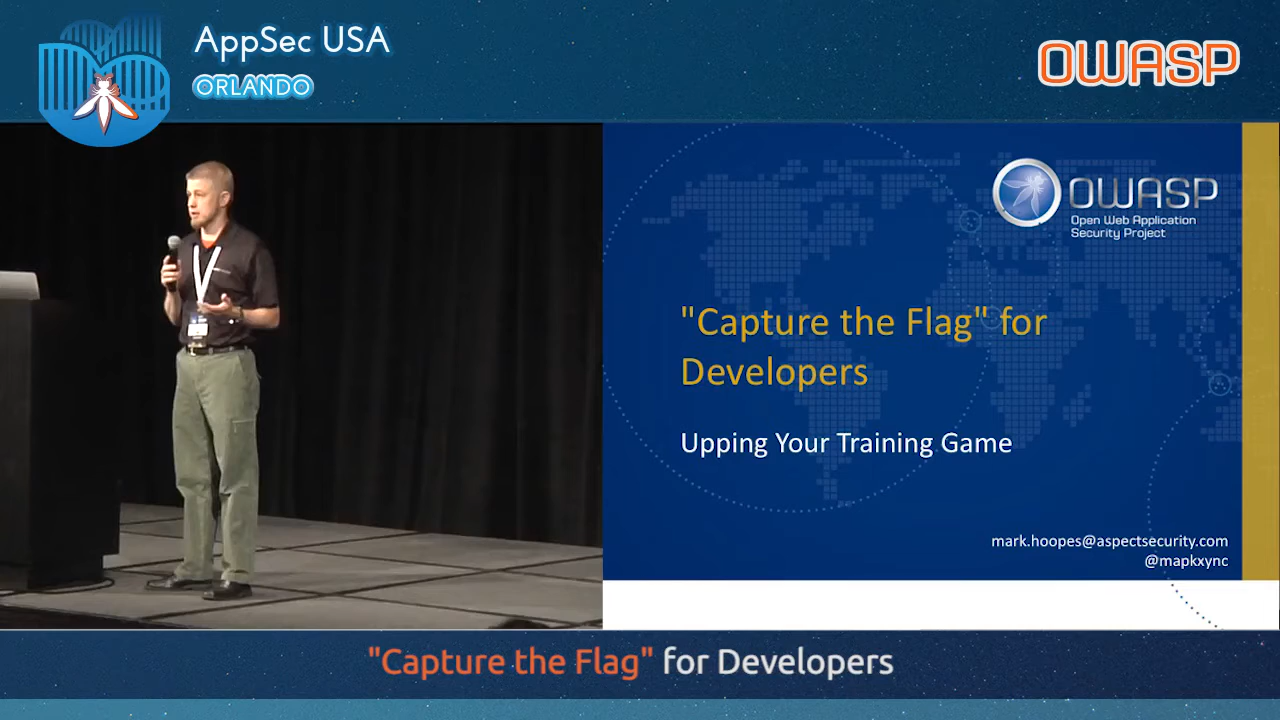 AppSec USA
ORLANDO
OWASP
OWASP
Open Web Application
Security Project
"Capture the Flag" for
Developers
Upping Your Training Game
mark.hoopes@aspectsecurity.com
@mapkxync
"Capture the Flag" for Developers